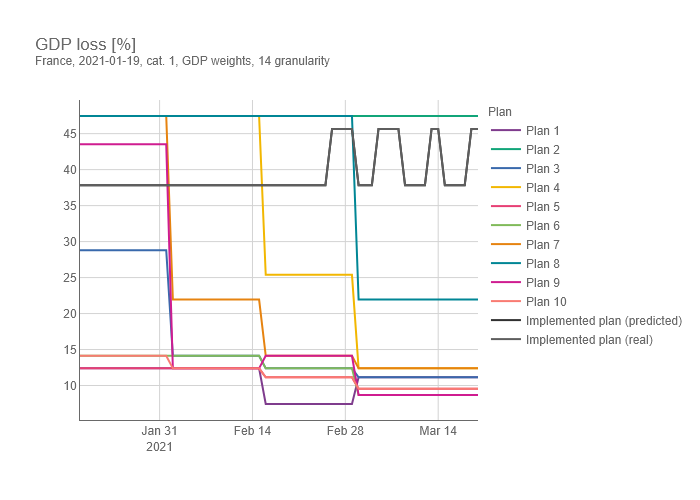 GDP loss [%]
France, 2021-01-19, cat. 1, GDP weights, 14 granularity
45
40
35
30
25
20
15
10
Jan 31
2021
Feb 14
Feb 28
Mar 14
Plan
Plan 1
Plan 2
Plan 3
Plan 4
Plan 5
Plan 6
Plan 7
Plan 8
Plan 9
Plan 10
Implemented plan (predicted)
Implemented plan (real)